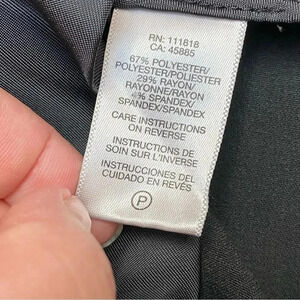 RN: 111818
CA: 45885
67% POLYESTER/
POLYESTER/POLIESTER
29% RAYON/
RAYONNE/RAYON
4% SPANDEX/
SPANDEX/SPANDEX
CARE INSTRUCTIONS
ON REVERSE
INSTRUCTIONS DE
SOIN SUR L'INVERSE
INSTRUCCIONES DEL
CUIDADO EN REVÉS
P